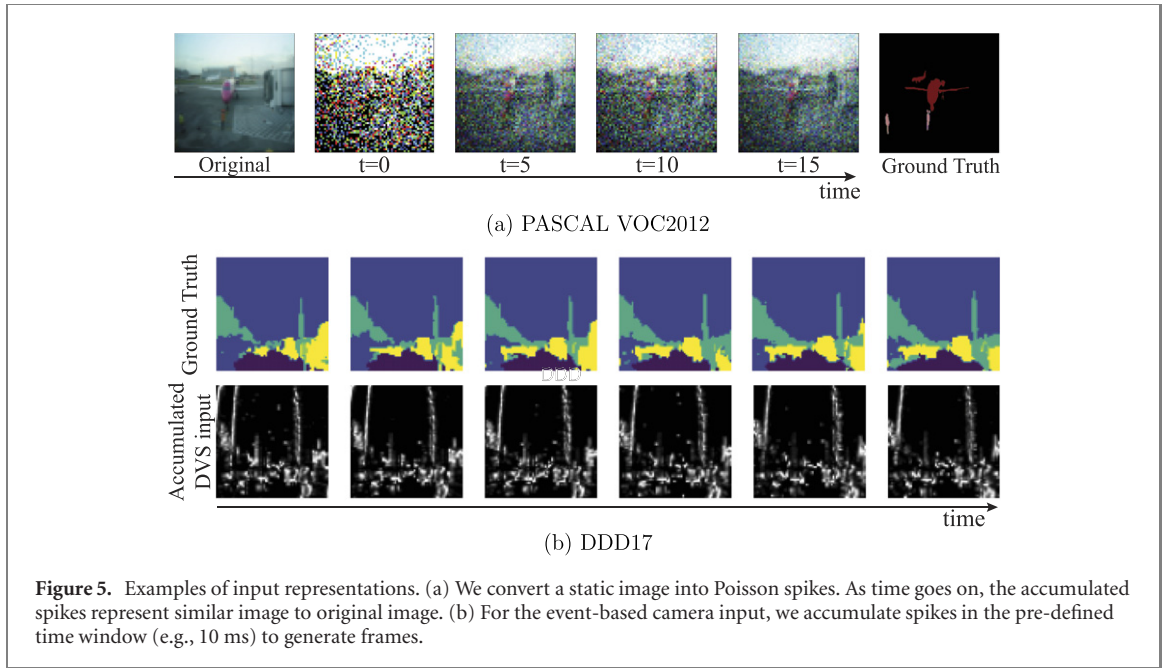 Original
t=0
t=5
t=10
t=15
Ground Truth
time
(a) PASCAL VOC2012
Ground Truth
DDD
Accumulated
DVS input
time
(b) DDD17
Figure 5. Examples of input representations. (a) We convert a static image into Poisson spikes. As time goes on, the accumulated
spikes represent similar image to original image. (b) For the event-based camera input, we accumulate spikes in the pre-defined
time window (e.g., 10 ms) to generate frames.